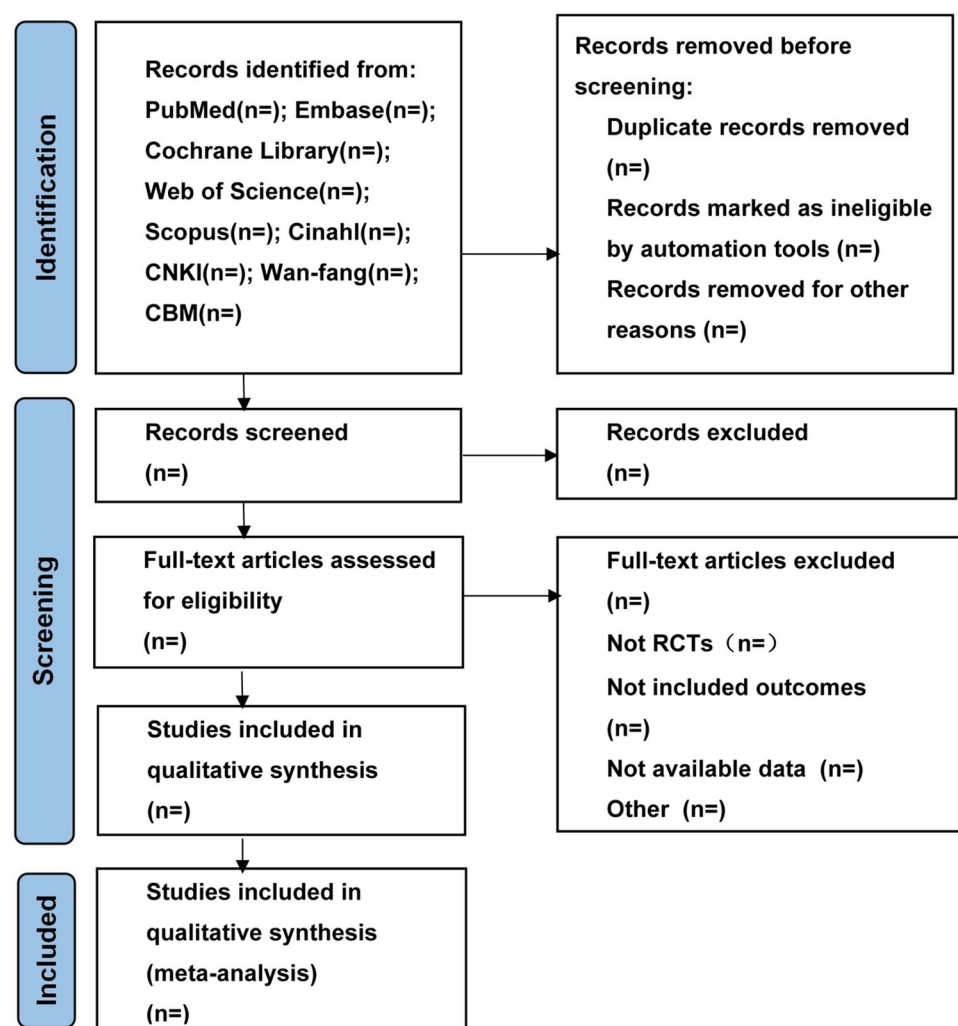 Identification
Records identified from:
PubMed(n=); Embase(n=);
Cochrane Library(n=);
Web of Science(n=);
Scopus(n=); Cinahl(n=);
CNKI(n=); Wan-fang(n=);
CBM(n=)
Records removed before
screening:
Duplicate records removed
(n=)
Records marked as ineligible
by automation tools (n=)
Records removed for other
reasons (n=)
Screening
Records screened
(n=)
Records excluded
(n=)
Full-text articles assessed
for eligibility
(n=)
Full-text articles excluded
(n=)
Not RCTs（n=）
Not included outcomes
(n=)
Not available data (n=)
Other (n=)
Studies included in
qualitative synthesis
(n=)
Included
Studies included in
qualitative synthesis
(meta-analysis)
(n=)